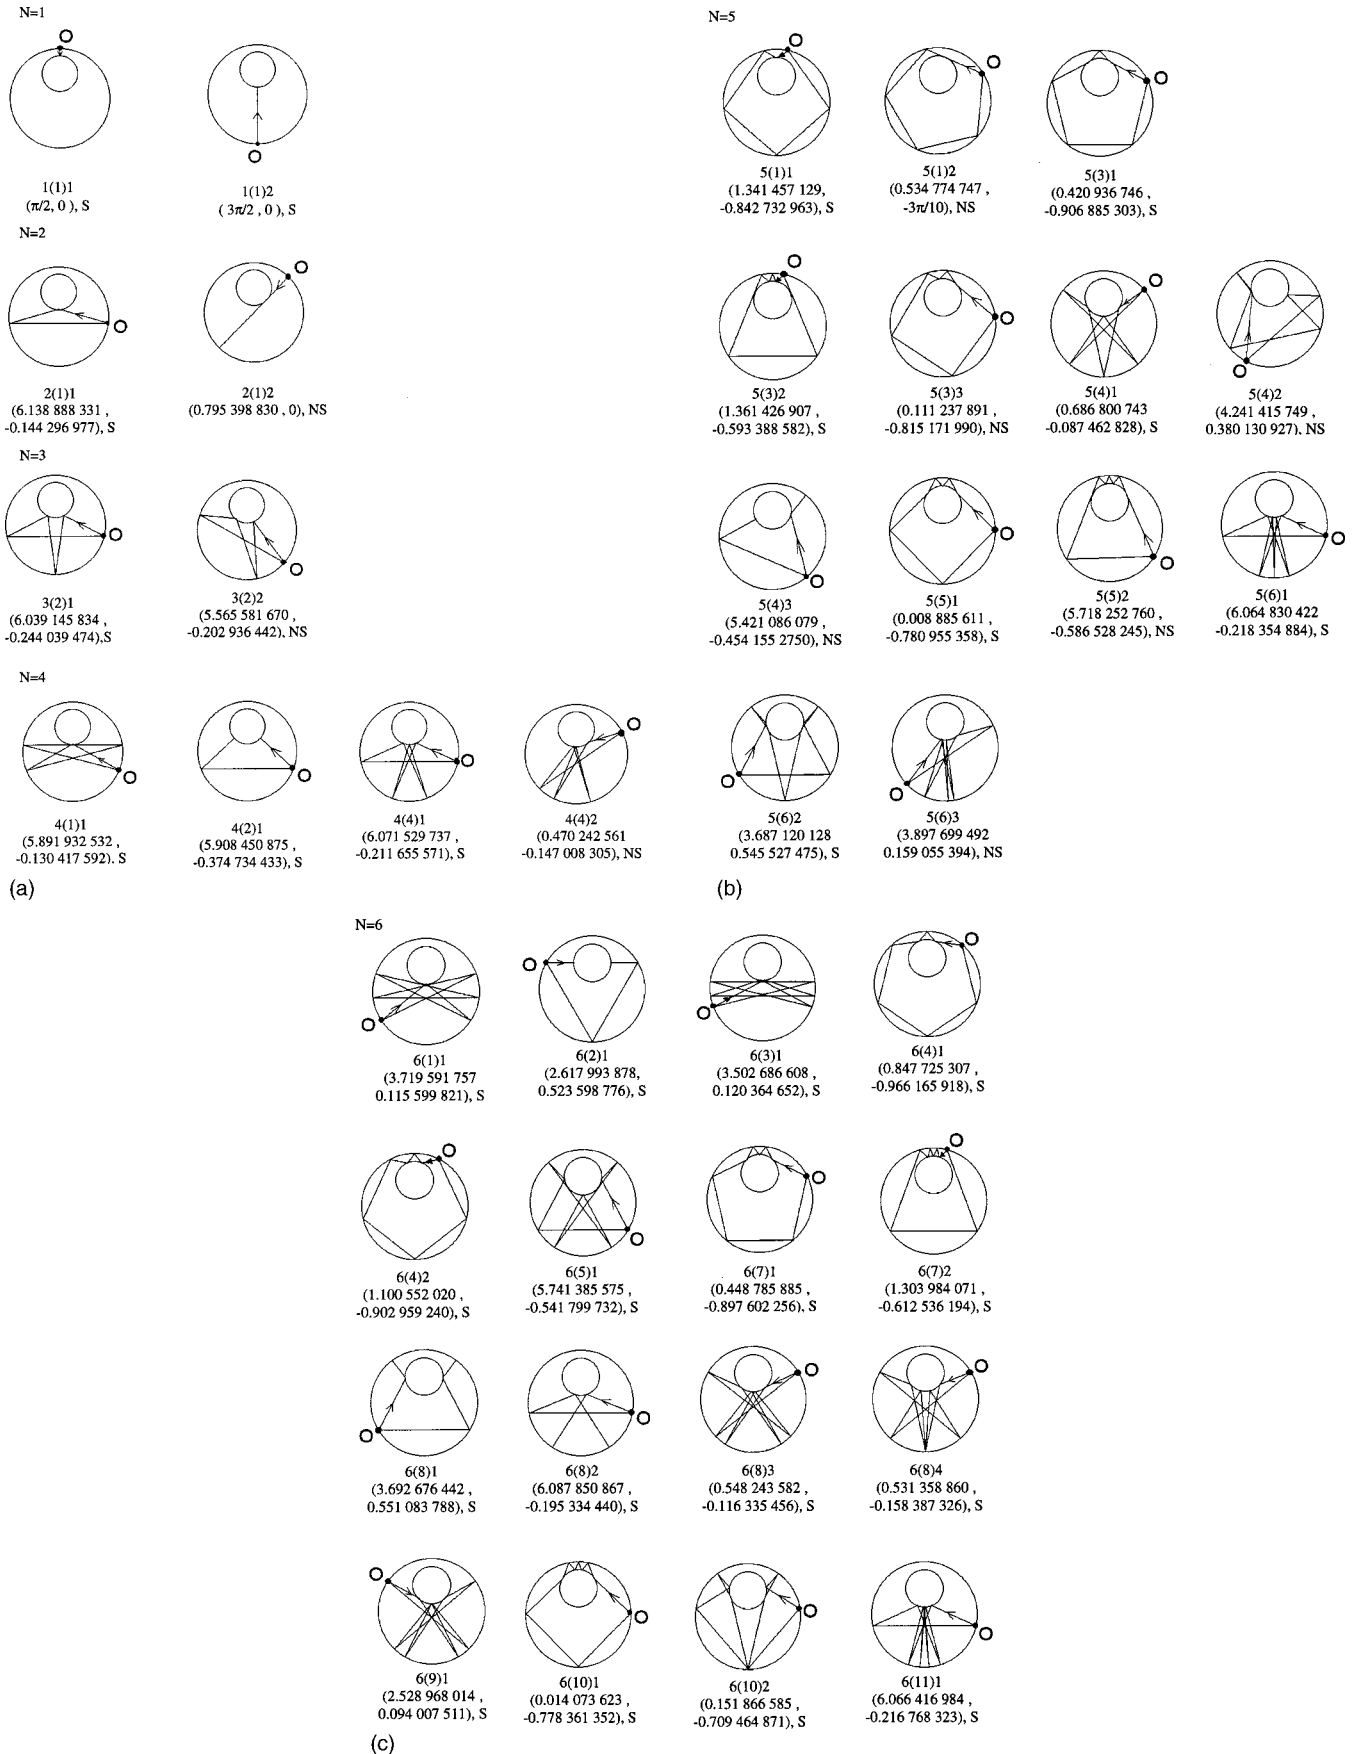 N=1
1(1)1
(π/2, 0 ), S
1(1)2
( 3π/2 , 0 ), S
N=2
2(1)1
(6.138 888 331 ,
-0.144 296 977), S
2(1)2
(0.795 398 830 , 0), NS
N=3
3(2)1
(6.039 145 834 ,
-0.244 039 474),S
3(2)2
(5.565 581 670 ,
-0.202 936 442), NS
N=4
4(1)1
(5.891 932 532 ,
-0.130 417 592), S
4(2)1
(5.908 450 875 ,
-0.374 734 433), S
4(4)1
(6.071 529 737 ,
-0.211 655 571), S
4(4)2
(0.470 242 561
-0.147 008 305), NS
(a)
N=5
5(1)1
(1.341 457 129,
-0.842 732 963), S
5(1)2
(0.534 774 747 ,
-3π/10), NS
5(3)1
(0.420 936 746 ,
-0.906 885 303), S
5(3)2
(1.361 426 907 ,
-0.593 388 582), S
5(3)3
(0.111 237 891 ,
-0.815 171 990), NS
5(4)1
(0.686 800 743
-0.087 462 828), S
5(4)2
(4.241 415 749 ,
0.380 130 927), NS
5(4)3
(5.421 086 079 ,
-0.454 155 2750), NS
5(5)1
(0.008 885 611 ,
-0.780 955 358), S
5(5)2
(5.718 252 760 ,
-0.586 528 245), NS
5(6)1
(6.064 830 422
-0.218 354 884), S
5(6)2
(3.687 120 128
0.545 527 475), S
5(6)3
(3.897 699 492
0.159 055 394), NS
(b)
N=6
6(1)1
(3.719 591 757
0.115 599 821), S
6(2)1
(2.617 993 878,
0.523 598 776), S
6(3)1
(3.502 686 608 ,
0.120 364 652), S
6(4)1
(0.847 725 307,
-0.966 165 918), S
6(4)2
(1.100 552 020 ,
-0.902 959 240), S
6(5)1
(5.741 385 575 ,
-0.541 799 732), S
6(7)1
(0.448 785 885 ,
-0.897 602 256), S
6(7)2
(1.303 984 071 ,
-0.612 536 194), S
6(8)1
(3.692 676 442 ,
0.551 083 788), S
6(8)2
(6.087 850 867 ,
-0.195 334 440), S
6(8)3
(0.548 243 582 ,
-0.116 335 456), S
6(8)4
(0.531 358 860 ,
-0.158 387 326), S
6(9)1
(2.528 968 014 ,
0.094 007 511), S
6(10)1
(0.014 073 623 ,
-0.778 361 352), S
6(10)2
(0.151 866 585 ,
-0.709 464 871), S
6(11)1
(6.066 416 984 ,
-0.216 768 323), S
(c)